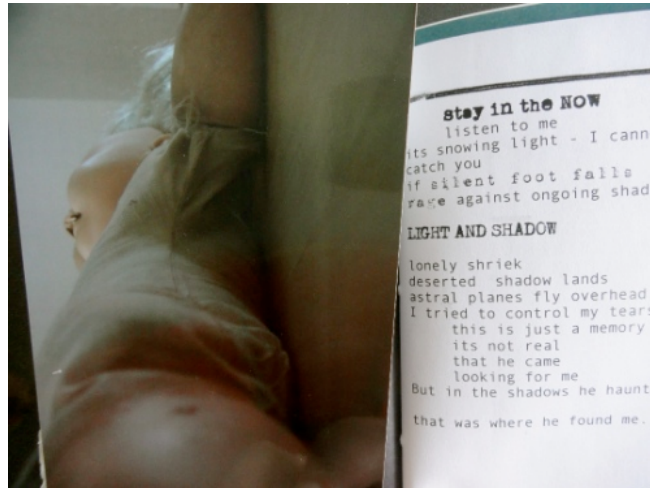 stay in the NOW
listen to me
its snowing light - I cann
catch you
if silent foot falls
rage against ongoing shad
LIGHT AND SHADOW
lonely shriek
deserted shadow lands
astral planes fly overhead
I tried to control my tears
this is just a memory
its not real
that he came
looking for me
But in the shadows he haunt
that was where he found me.